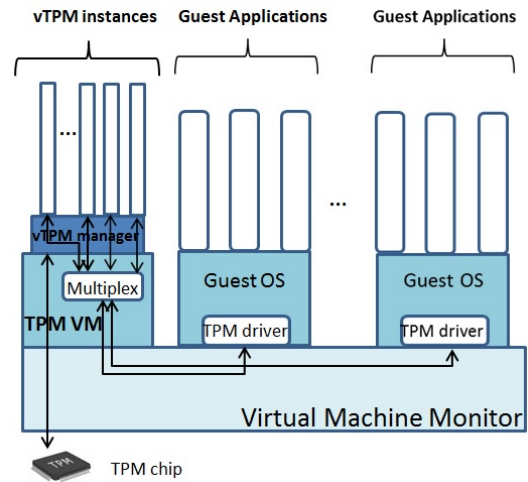 vTPM instances
Guest Applications
Guest Applications
...
...
vTPM manager
Multiplex
TPM VM
Guest OS
TPM driver
Guest OS
TPM driver
Virtual Machine Monitor
TPM
TPM chip